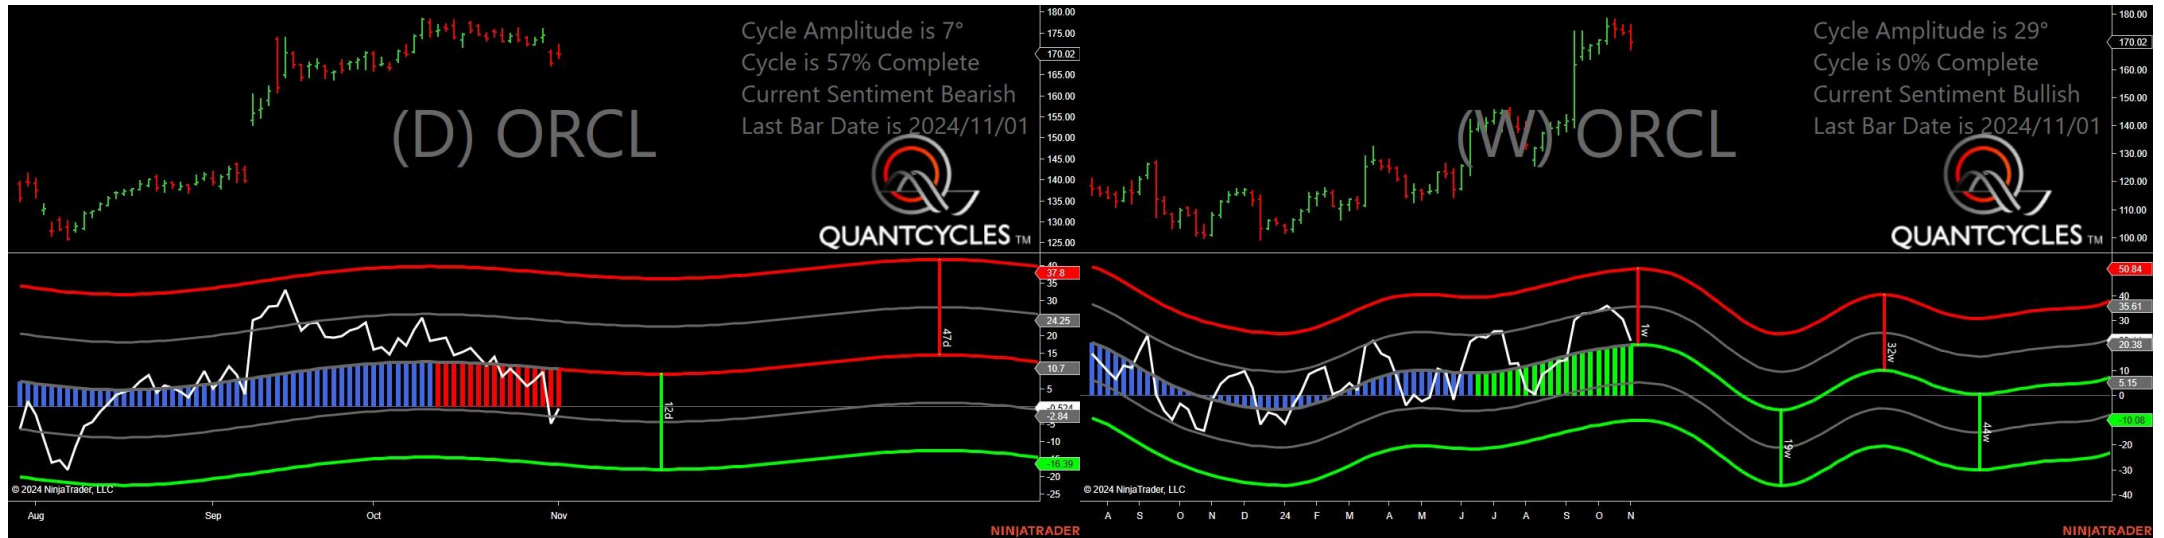 Cycle Amplitude is 7°
Cycle is 57% Complete
Current Sentiment Bearish
Last Bar Date is 2024/11/01
(D) ORCL
QUANTCYCLES TM
180.00
175.00
170.02
165.00
160.00
155.00
150.00
145.00
140.00
135.00
130.00
125.00
40
37.8
35
30
24.25
20
15
10.7
5
-0.524
-2.84
-5
-10
-16.39
-20
-25
47d
12d
© 2024 NinjaTrader, LLC
Aug
Sep
Oct
Nov
NINJATRADER
Cycle Amplitude is 29°
Cycle is 0% Complete
Current Sentiment Bullish
Last Bar Date is 2024/11/01
(W) ORCL
QUANTCYCLES TM
180.00
170.02
160.00
150.00
140.00
130.00
120.00
110.00
100.00
50.84
40
35.61
30
20.38
10
5.15
0
-10.08
-20
-30
-40
1w
32w
19w
44w
© 2024 NinjaTrader, LLC
A S O N D 24 F M A M J J A S O N
NINJATRADER